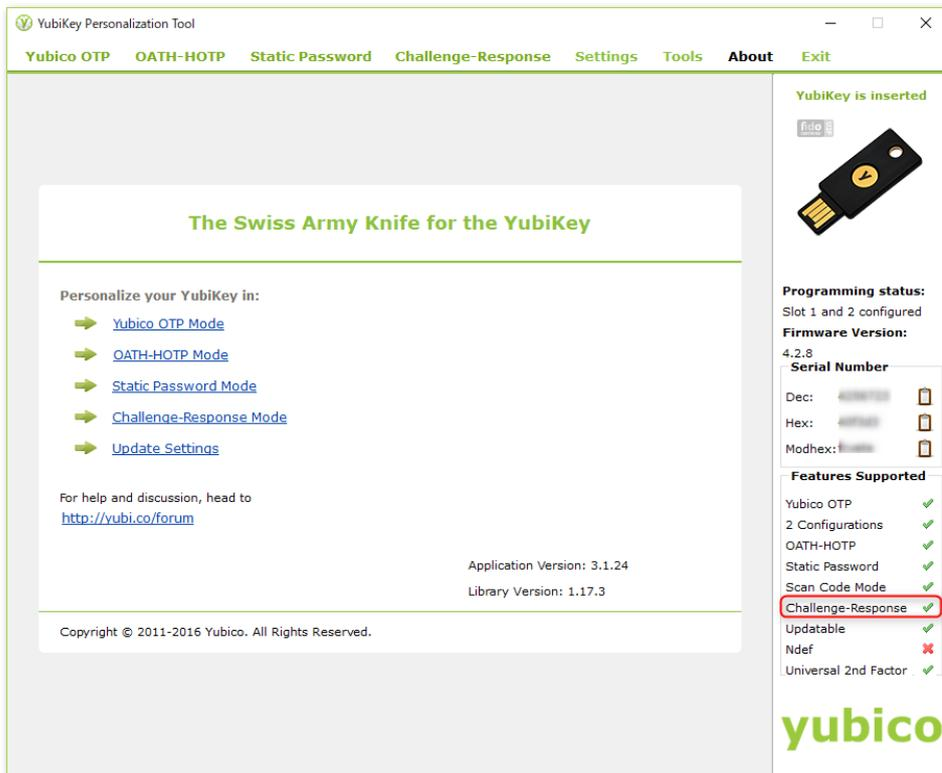 YubiKey Personalization Tool
Yubico OTP OATH-HOTP Static Password Challenge-Response Settings Tools About Exit
YubiKey is inserted
fido
The Swiss Army Knife for the YubiKey
Personalize your YubiKey in:
Yubico OTP Mode
OATH-HOTP Mode
Static Password Mode
Challenge-Response Mode
Update Settings
For help and discussion, head to
http://yubi.co/forum
Application Version: 3.1.24
Library Version: 1.17.3
Copyright © 2011-2016 Yubico. All Rights Reserved.
Programming status:
Slot 1 and 2 configured
Firmware Version:
4.2.8
Serial Number
Dec:
Hex:
Modhex:
Features Supported
Yubico OTP
2 Configurations
OATH-HOTP
Static Password
Scan Code Mode
Challenge-Response
Updatable
Ndef
Universal 2nd Factor
yubico